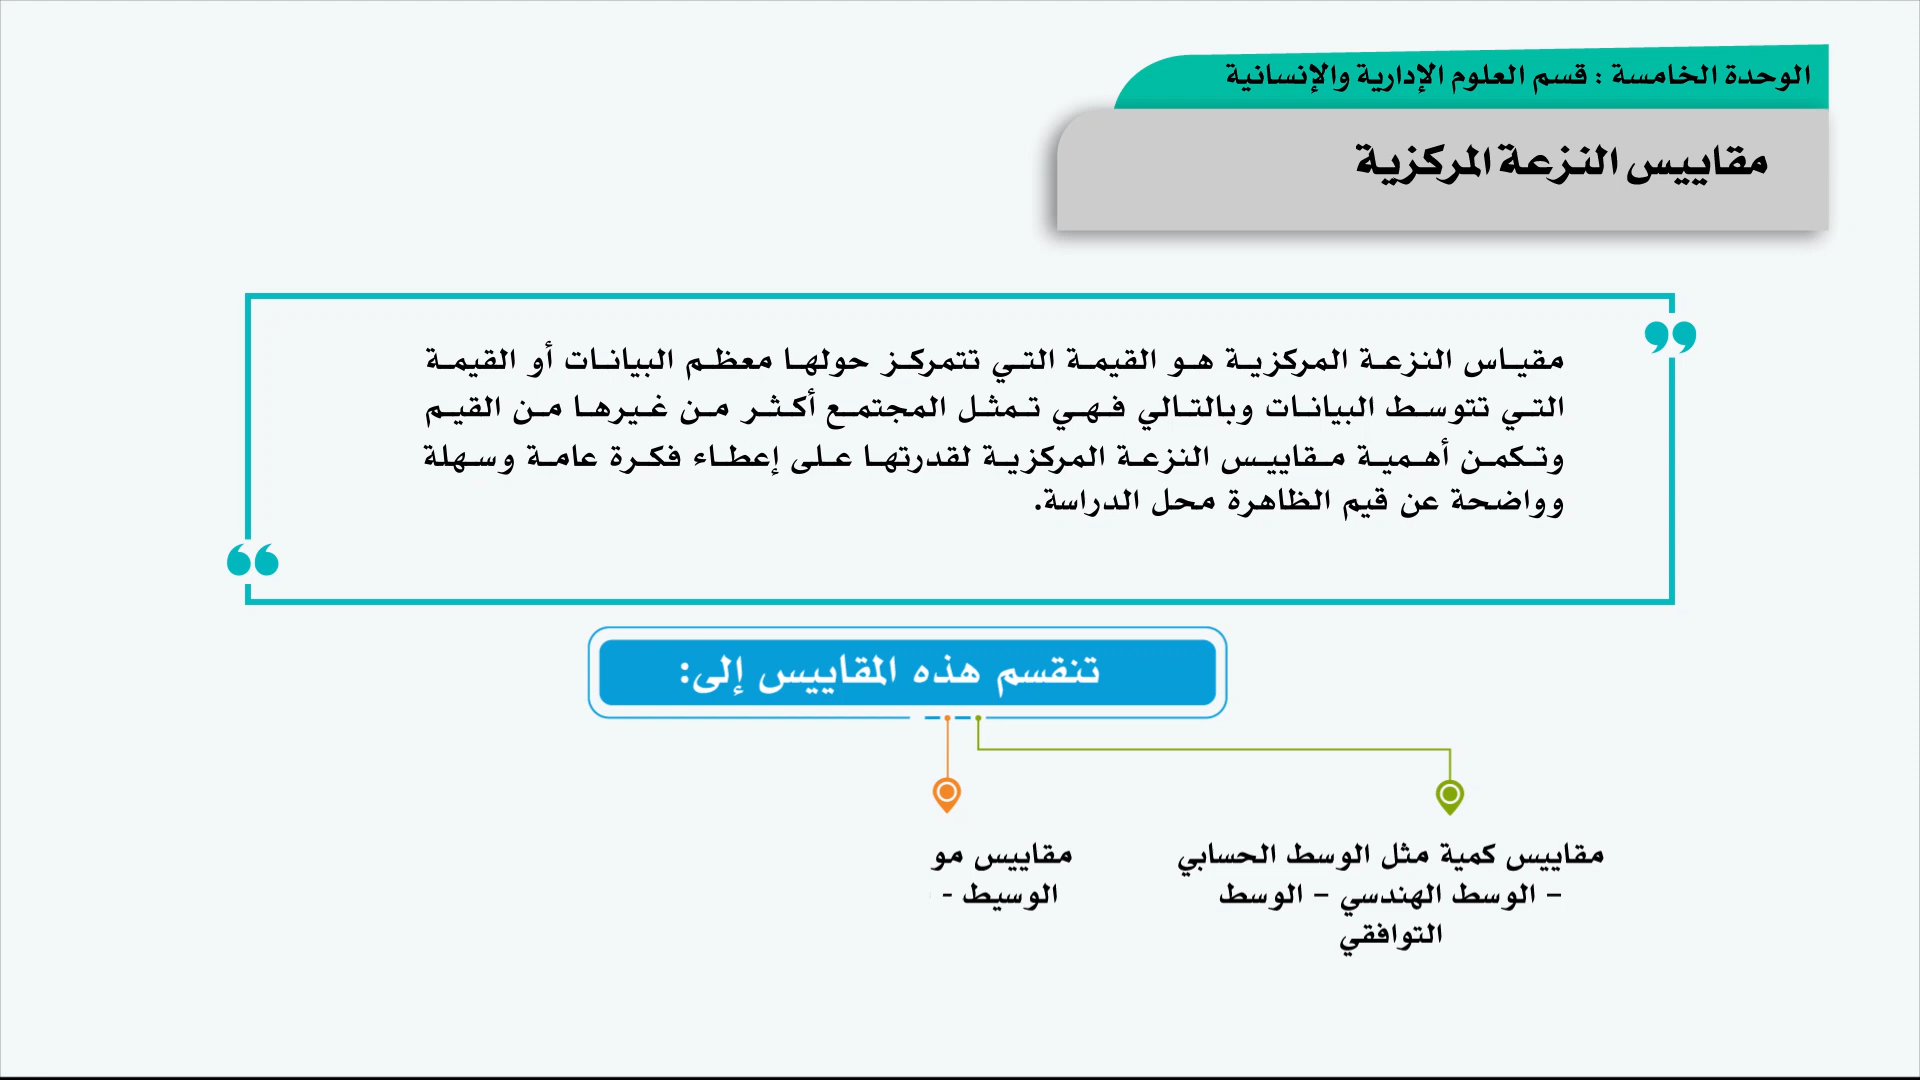 الوحدة الخامسة : قسم العلوم الإدارية والإنسانية
مقاييس النزعة المركزية
مقياس النزعة المركزية هو القيمة التي تتمركز حولها معظم البيانات أو القيمة
التي تتوسط البيانات وبالتالي فهي تمثل المجتمع أكثر من غيرها من القيم
وتكمن أهمية مقاييس النزعة المركزية لقدرتها على إعطاء فكرة عامة وسهلة
وواضحة عن قيم الظاهرة محل الدراسة.
تنقسم هذه المقاييس إلى:
مقاييس كمية مثل الوسط الحسابي
– الوسط الهندسي – الوسط
التوافقي
مقاييس
الوسيط -